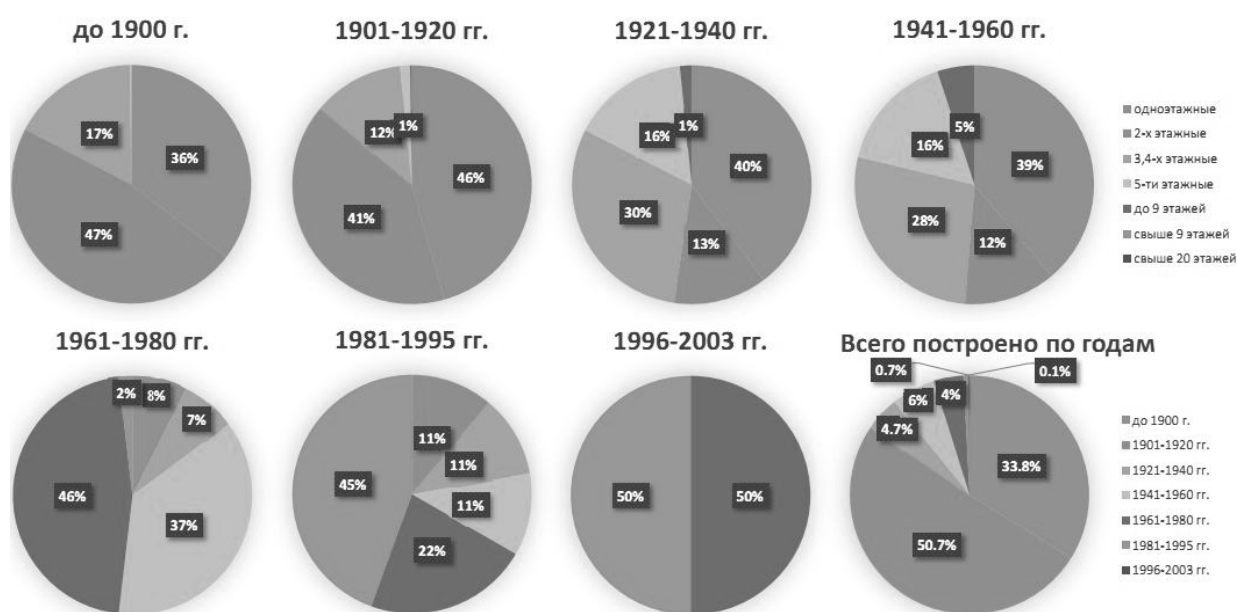 до 1900 г.
1901-1920 гг.
1921-1940 гг.
1941-1960 гг.
17%
36%
47%
12%
1%
46%
41%
16%
1%
40%
30%
13%
5%
16%
39%
28%
12%
одноэтажные
2-х этажные
3,4-х этажные
5-ти этажные
до 9 этажей
свыше 9 этажей
свыше 20 этажей
1961-1980 гг.
1981-1995 гг.
1996-2003 гг.
Всего построено по годам
2%
8%
7%
46%
37%
11%
11%
45%
11%
22%
50%
50%
0.7%
0.1%
6%
4%
4.7%
33.8%
50.7%
до 1900 г.
1901-1920 гг.
1921-1940 гг.
1941-1960 гг.
1961-1980 гг.
1981-1995 гг.
1996-2003 гг.